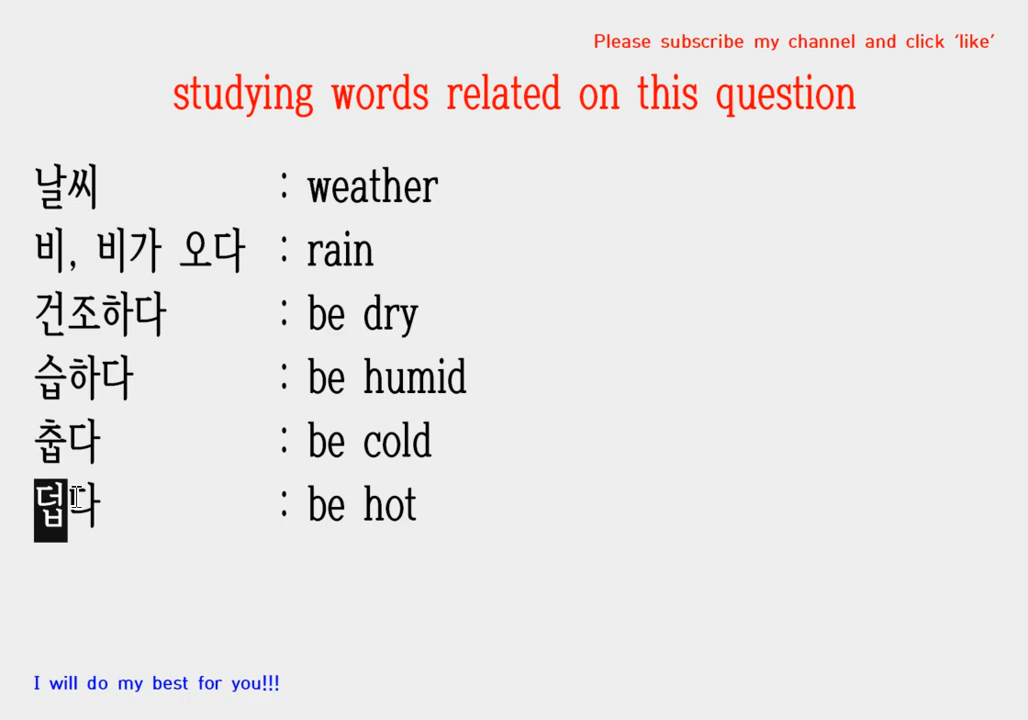 Please subscribe my channel and click ‘like’
studying words related on this question
날씨 : weather
비, 비가 오다 : rain
건조하다 : be dry
습하다 : be humid
춥다 : be cold
덥다 : be hot
I will do my best for you!!!